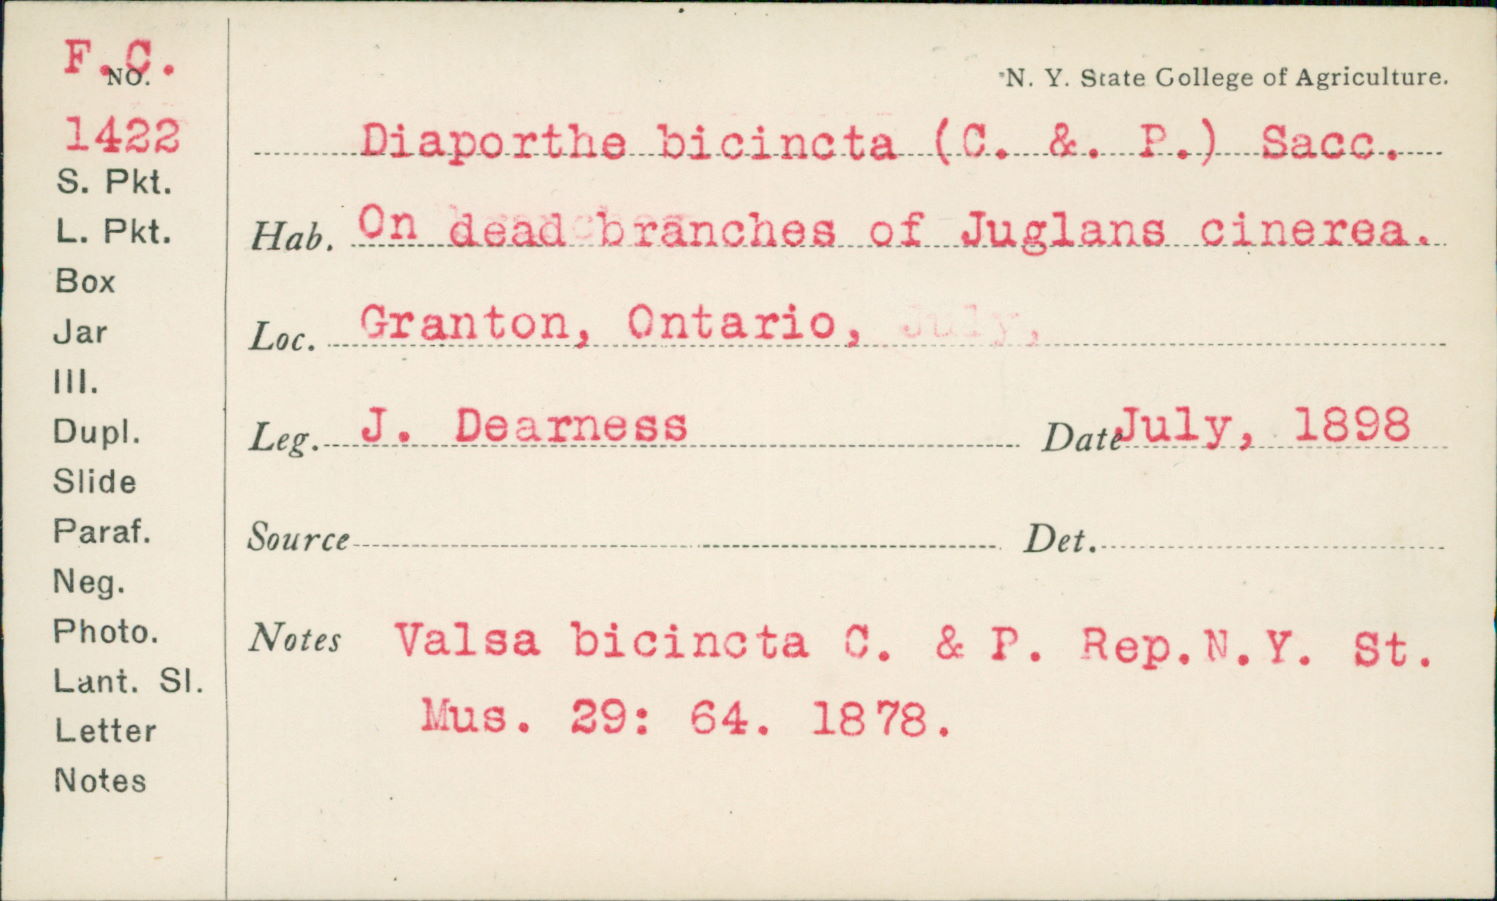 F.C.
NO.
1422
S. Pkt.
L. Pkt.
Box
Jar
Ill.
Dupl.
Slide
Paraf.
Neg.
Photo.
Lant. Sl.
Letter
Notes
N. Y. State College of Agriculture.
Diaporthe bicincta (C. &. P.) Sacc.
Hab. On dead branches of Juglans cinerea.
Loc. Granton, Ontario, July,
Leg. J. Dearness Date July, 1898
Source Det.
Notes Valsa bicincta C. & P. Rep.N.Y. St.
Mus. 29: 64. 1878.